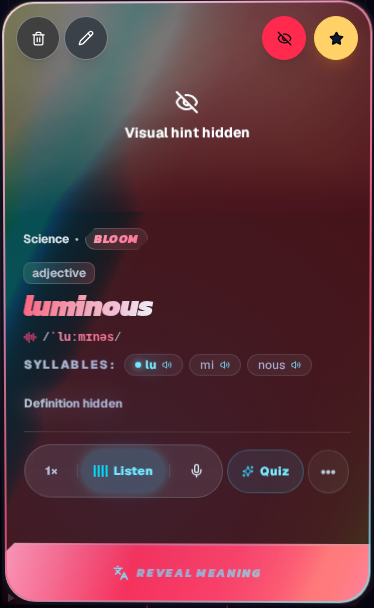 Visual hint hidden
Science • BLOOM
adjective
luminous
/ˈluːmɪnəs/
SYLLABLES: lu mi nous
Definition hidden
1× Listen Quiz
REVEAL MEANING